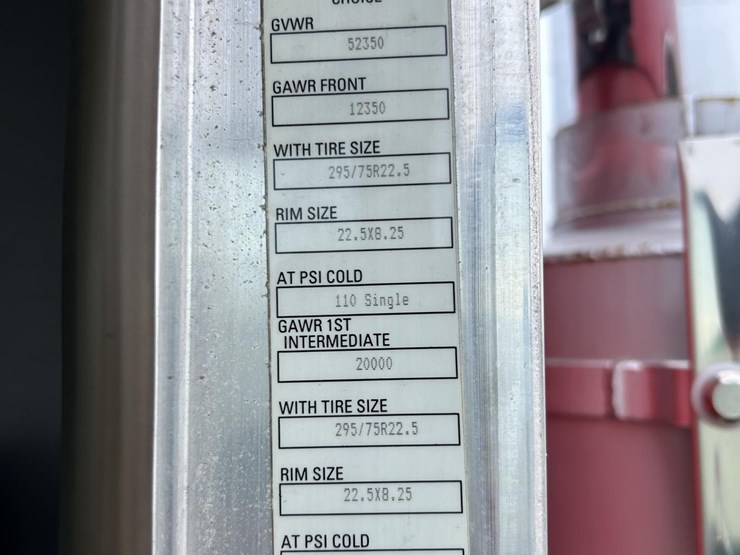 GVWR
52350
GAWR FRONT
12350
WITH TIRE SIZE
295/75R22.5
RIM SIZE
22.5X8.25
AT PSI COLD
110 Single
GAWR 1ST
INTERMEDIATE
20000
WITH TIRE SIZE
295/75R22.5
RIM SIZE
22.5X8.25
AT PSI COLD